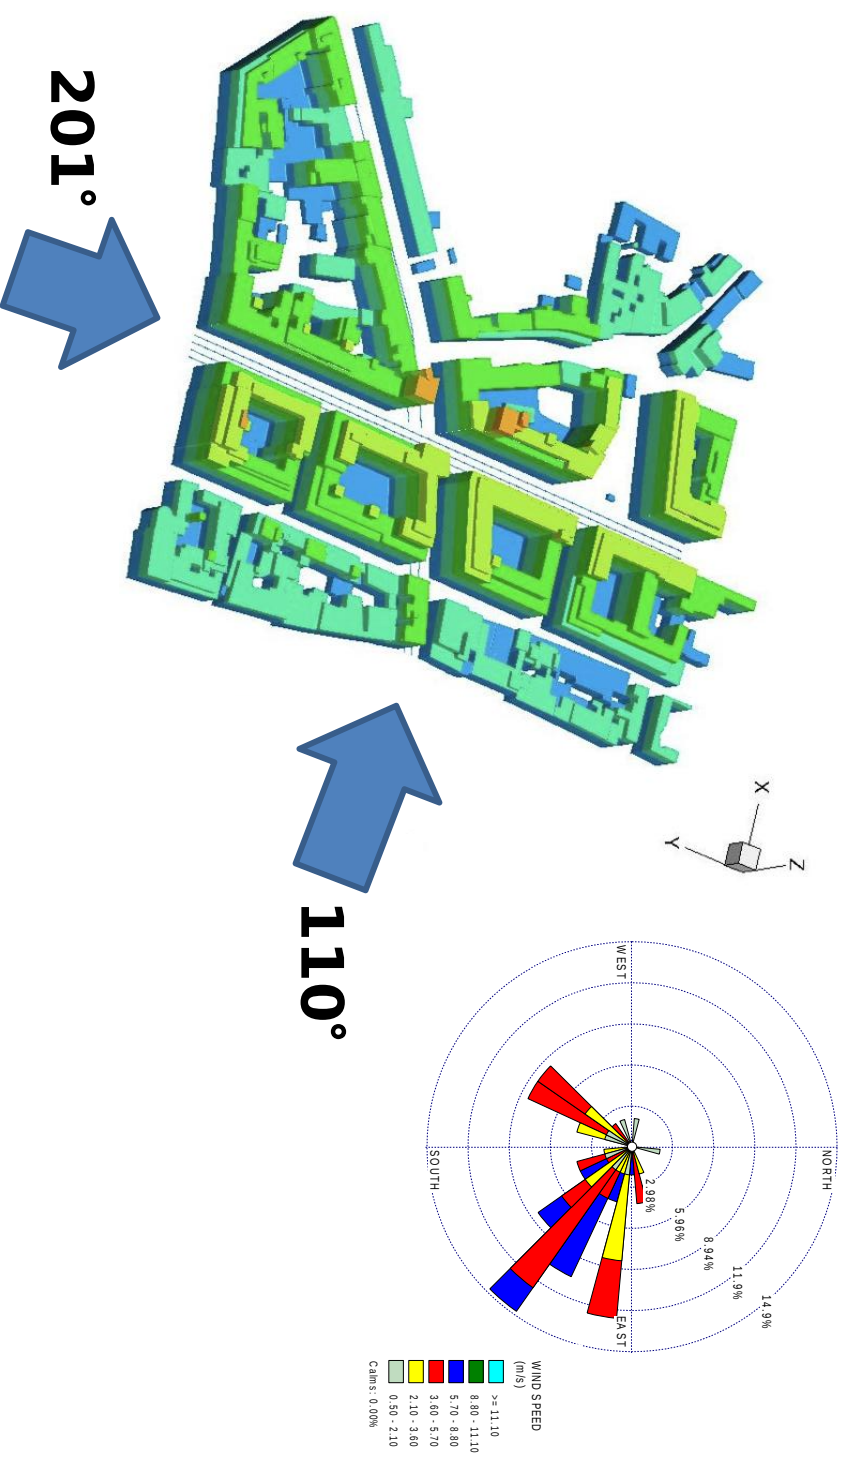 201°
110°
X
Y
Z
NORTH
WEST
EAST
SOUTH
2.98%
5.96%
8.94%
11.9%
14.9%
WIND SPEED
(m/s)
>= 11.10
8.80 - 11.10
5.70 - 8.80
3.60 - 5.70
2.10 - 3.60
0.50 - 2.10
Calms: 0.00%